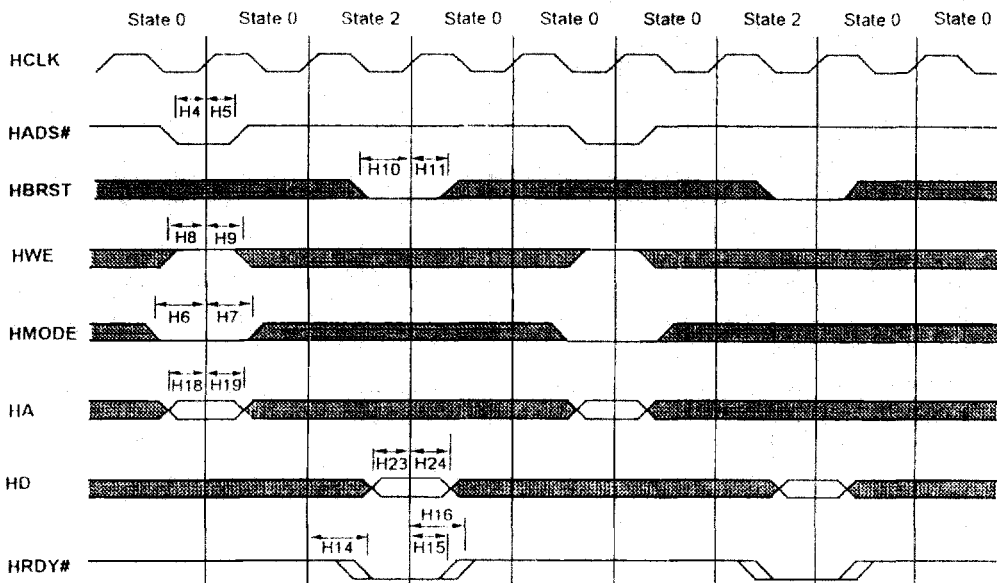 State 0 State 0 State 2 State 0 State 0 State 0 State 2 State 0 State 0
HCLK
H4 H5
HADS#
H10 H11
HBRST
H8 H9
HWE
H6 H7
HMODE
H18 H19
HA
H23 H24
HD
H16
H14 H15
HRDY#